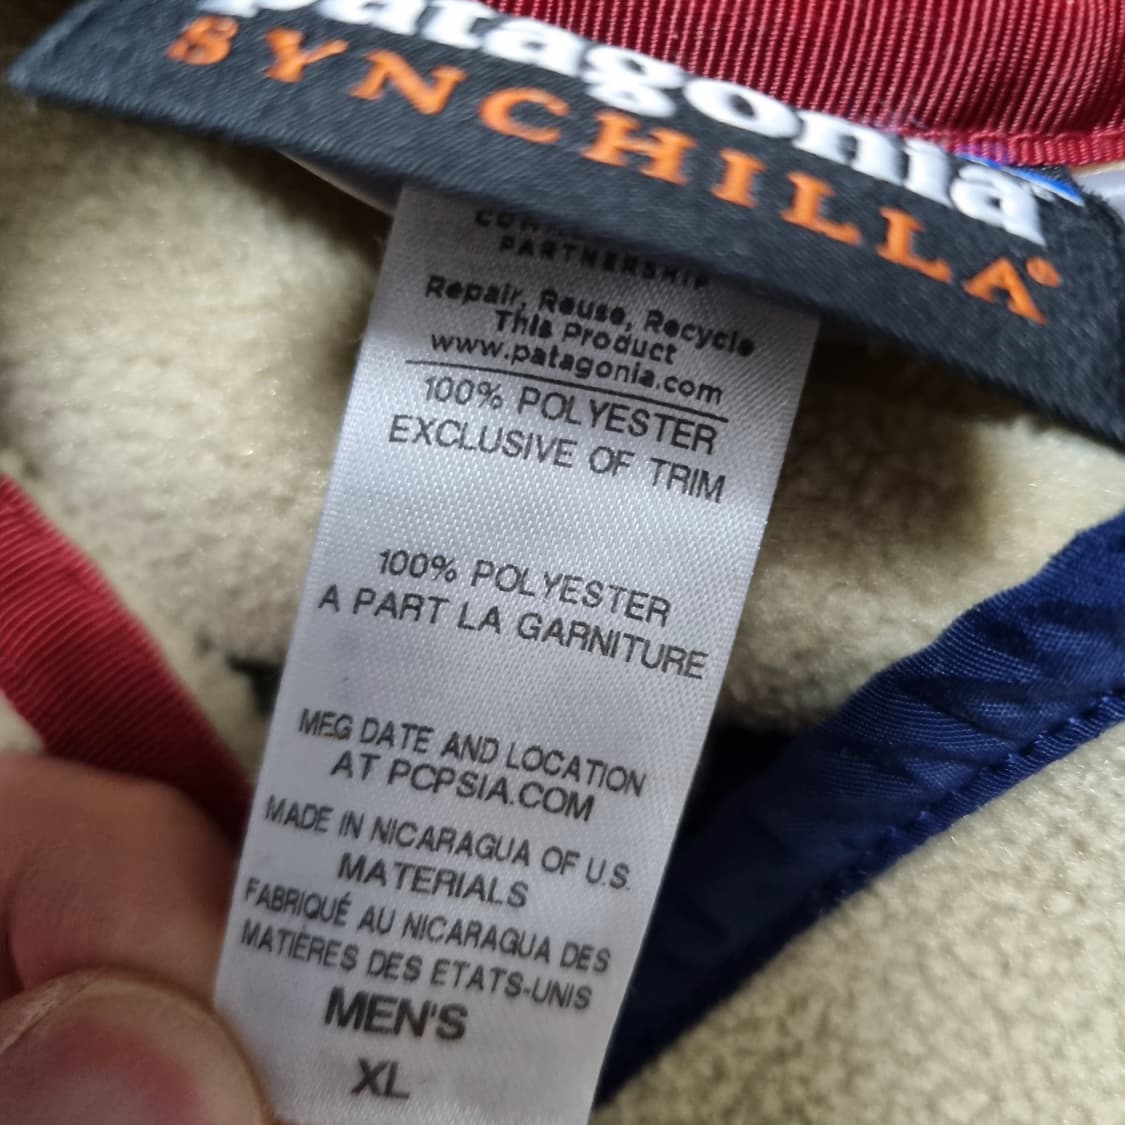 patagonia®
SYNCHILLA®
PARTNERSHIP
Repair, Reuse, Recycle
This Product
www.patagonia.com
100% POLYESTER
EXCLUSIVE OF TRIM
100% POLYESTER
A PART LA GARNITURE
MFG DATE AND LOCATION
AT PCPSIA.COM
MADE IN NICARAGUA OF U.S.
MATERIALS
FABRIQUÉ AU NICARAGUA DES
MATIÈRES DES ETATS-UNIS
MEN'S
XL